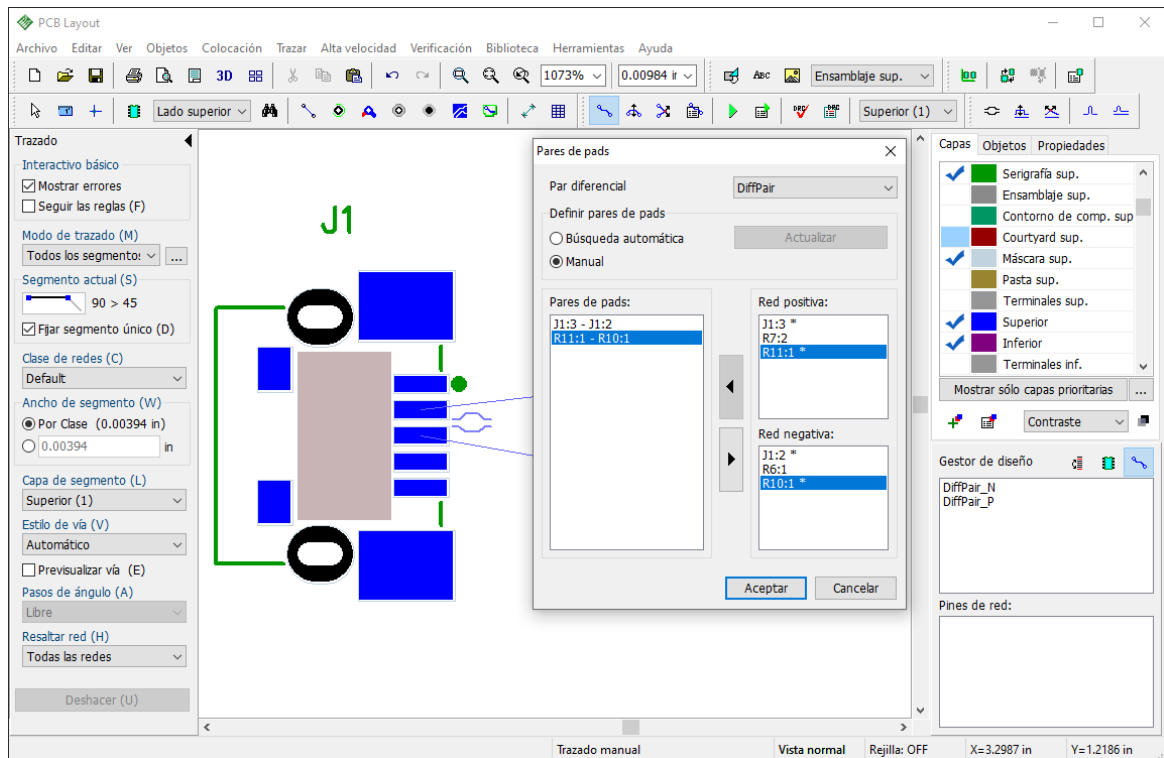 PCB Layout
Archivo Editar Ver Objetos Colocación Trazar Alta velocidad Verificación Biblioteca Herramientas Ayuda
3D 1073% 0.00984 ir ABC Ensamblaje sup.
Lado superior Superior (1)
Trazado
Interactivo básico
Mostrar errores
Seguir las reglas (F)
Modo de trazado (M)
Todos los segmentos ...
Segmento actual (S)
90 > 45
Fijar segmento único (D)
Clase de redes (C)
Default
Ancho de segmento (W)
Por Clase (0.00394 in)
0.00394 in
Capa de segmento (L)
Superior (1)
Estilo de vía (V)
Automático
Previsualizar vía (E)
Pasos de ángulo (A)
Libre
Resaltar red (H)
Todas las redes
Deshacer (U)
J1
Pares de pads
Par diferencial DiffPair
Definir pares de pads
Búsqueda automática Actualizar
Manual
Pares de pads:
J1:3 - J1:2
R11:1 - R10:1
Red positiva:
J1:3 *
R7:2
R11:1 *
Red negativa:
J1:2 *
R6:1
R10:1 *
Aceptar Cancelar
Capas Objetos Propiedades
Serigrafía sup.
Ensamblaje sup.
Contorno de comp. sup
Courtyard sup.
Máscara sup.
Pasta sup.
Terminales sup.
Superior
Inferior
Terminales inf.
Mostrar sólo capas prioritarias ...
Contraste
Gestor de diseño
DiffPair_N
DiffPair_P
Pines de red:
Trazado manual Vista normal Rejilla: OFF X=3.2987 in Y=1.2186 in